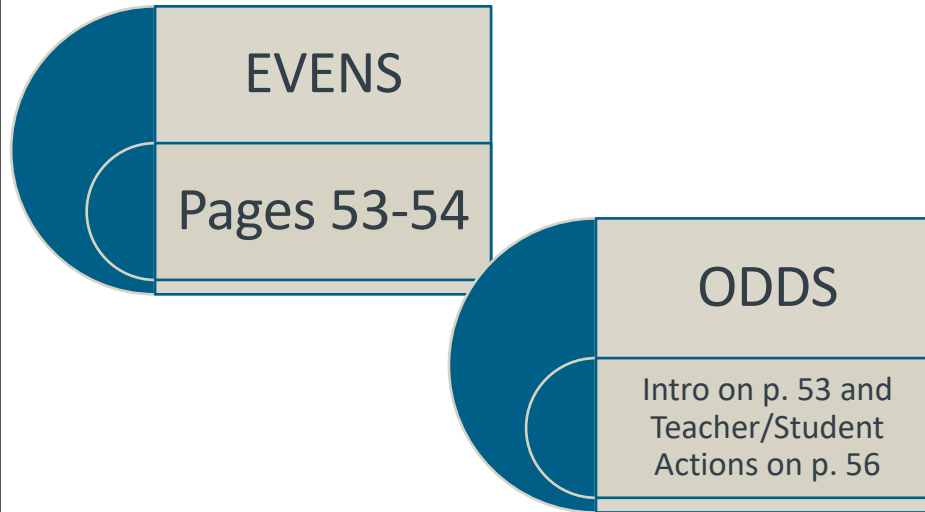 EVENS
Pages 53-54
ODDS
Intro on p. 53 and
Teacher/Student
Actions on p. 56